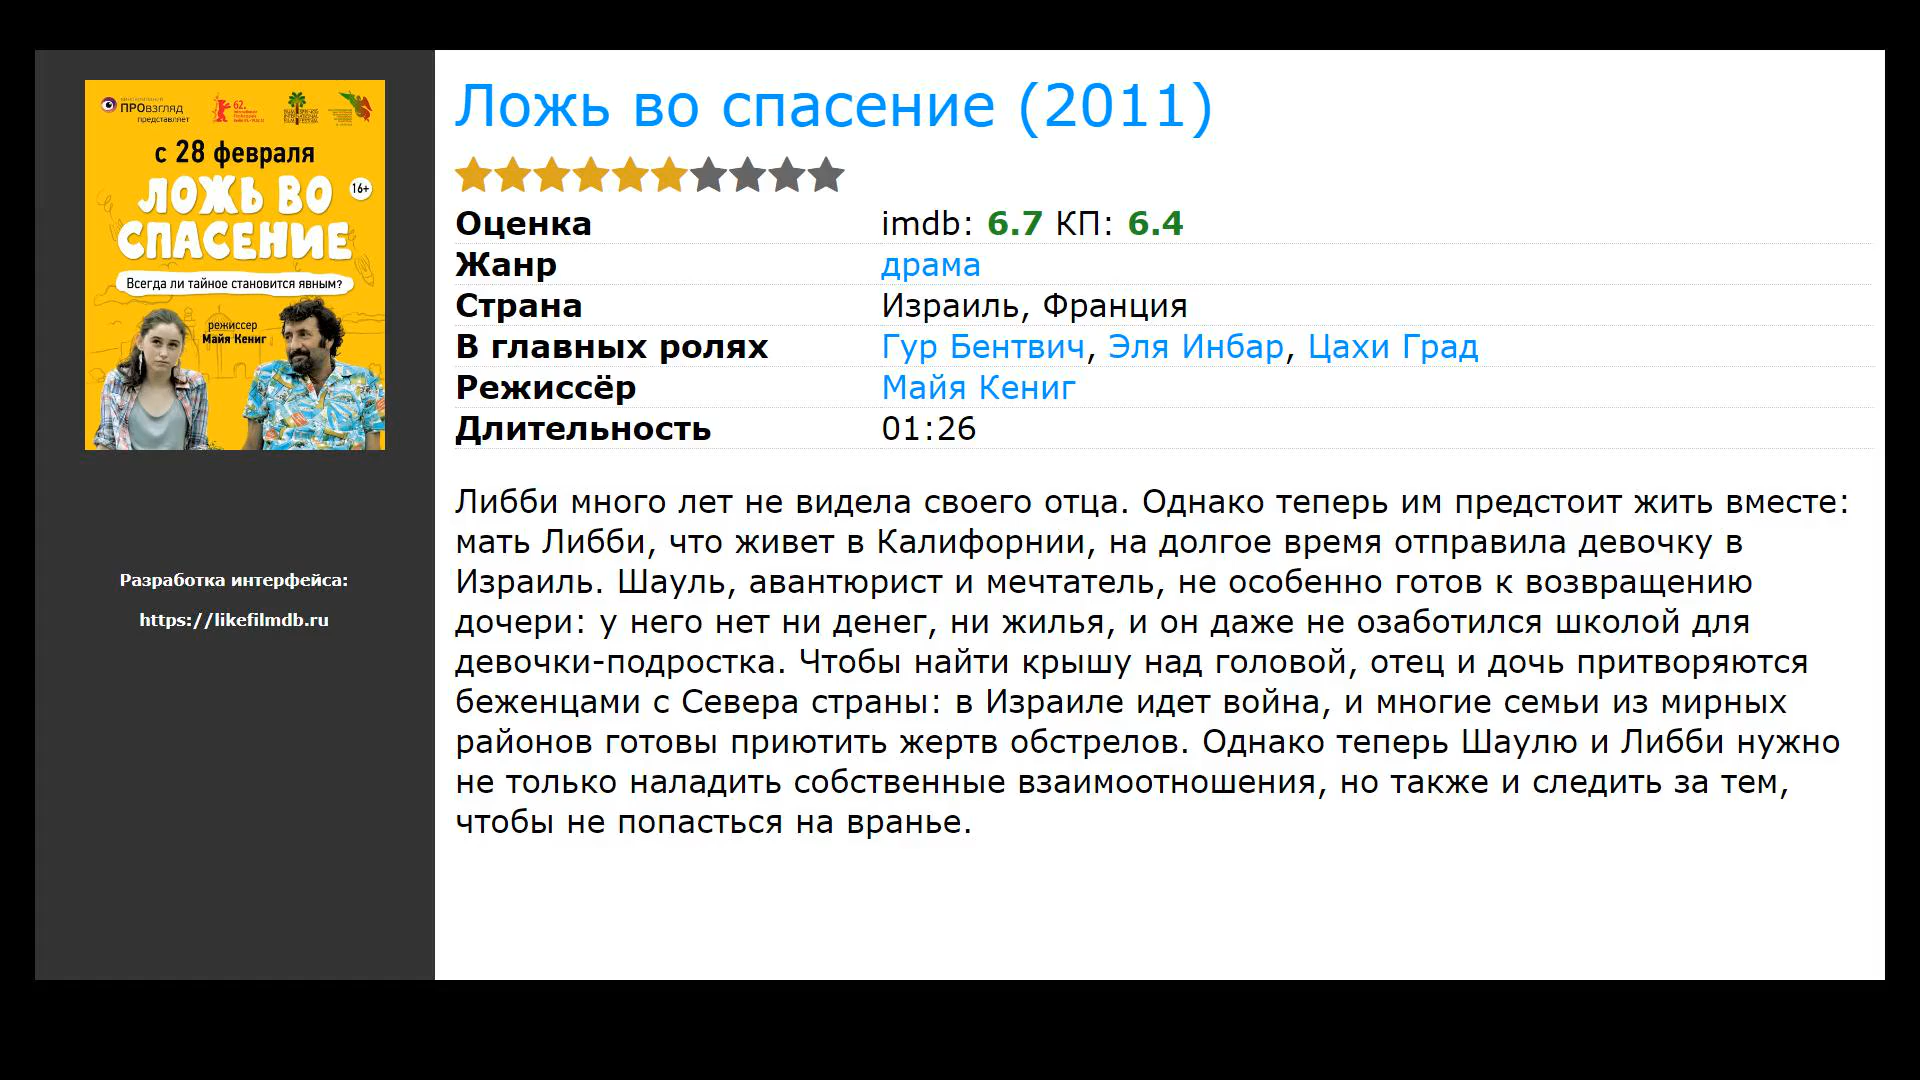 ПРОвзгляд
представляет
62.
с 28 февраля
ЛОЖЬ ВО
16+
СПАСЕНИЕ
Всегда ли тайное становится явным?
режиссер
Майя Кениг
Разработка интерфейса:
https://likefilmdb.ru
Ложь во спасение (2011)
Оценка imdb: 6.7 КП: 6.4
Жанр драма
Страна Израиль, Франция
В главных ролях Гур Бентвич, Эля Инбар, Цахи Град
Режиссёр Майя Кениг
Длительность 01:26
Либби много лет не видела своего отца. Однако теперь им предстоит жить вместе:
мать Либби, что живет в Калифорнии, на долгое время отправила девочку в
Израиль. Шауль, авантюрист и мечтатель, не особенно готов к возвращению
дочери: у него нет ни денег, ни жилья, и он даже не озаботился школой для
девочки-подростка. Чтобы найти крышу над головой, отец и дочь притворяются
беженцами с Севера страны: в Израиле идет война, и многие семьи из мирных
районов готовы приютить жертв обстрелов. Однако теперь Шаулю и Либби нужно
не только наладить собственные взаимоотношения, но также и следить за тем,
чтобы не попасться на вранье.